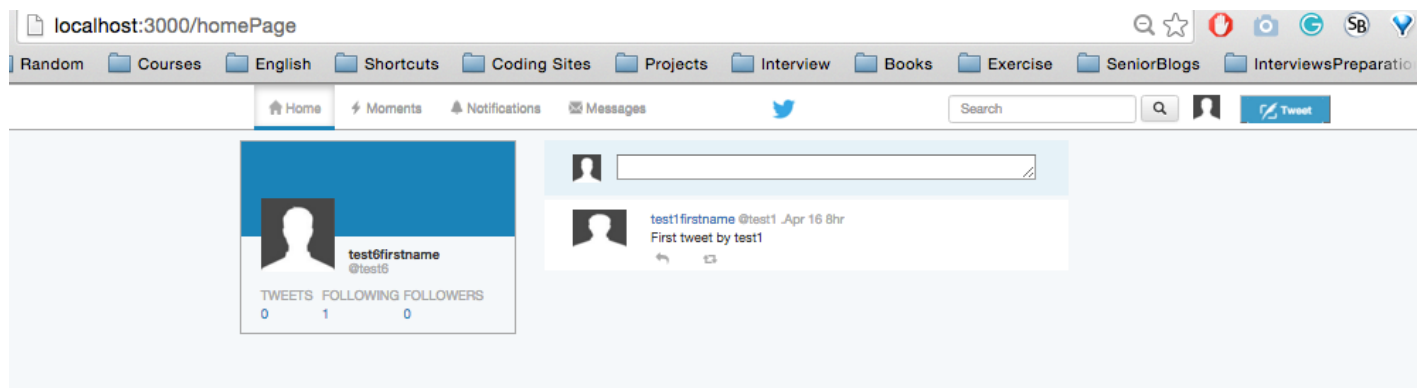 localhost:3000/homePage
Random Courses English Shortcuts Coding Sites Projects Interview Books Exercise SeniorBlogs InterviewsPreparatio
Home Moments Notifications Messages Search Tweet
test6firstname
@test6
TWEETS FOLLOWING FOLLOWERS
0 1 0
test1firstname @test1 .Apr 16 8hr
First tweet by test1
SB